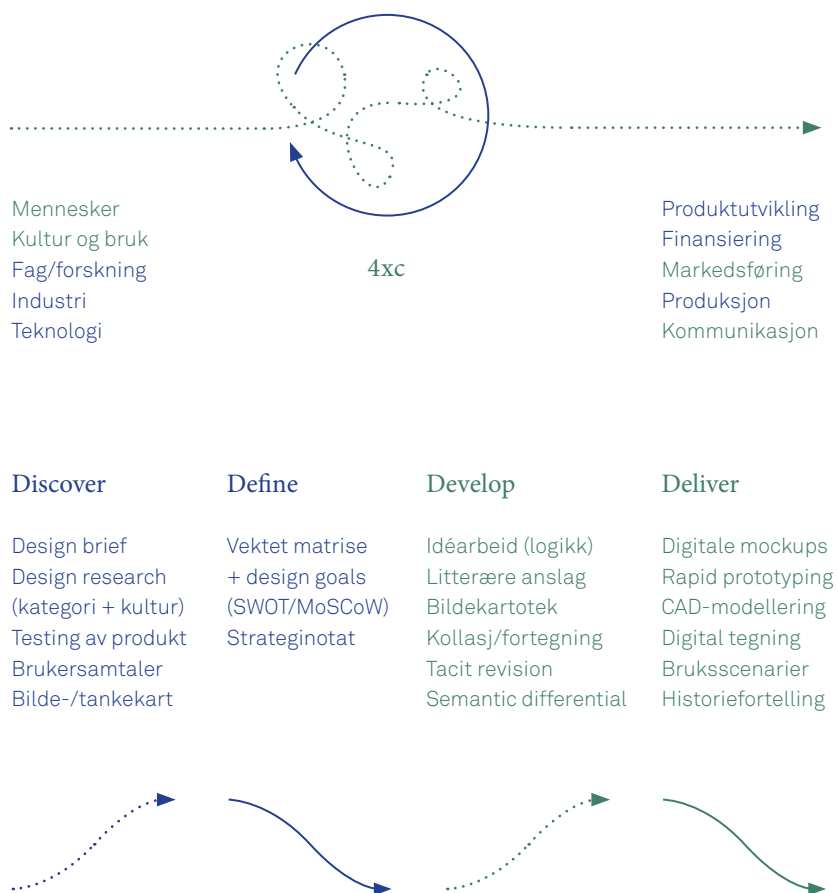 Mennesker
Kultur og bruk
Fag/forskning
Industri
Teknologi
4xc
Produktutvikling
Finansiering
Markedsføring
Produksjon
Kommunikasjon
Discover
Design brief
Design research
(kategori + kultur)
Testing av produkt
Brukersamtaler
Bilde-/tankekart
Define
Vektet matrise
+ design goals
(SWOT/MoSCoW)
Strateginotat
Develop
Idéarbeid (logikk)
Litterære anslag
Bildekartotek
Kollasj/fortegning
Tacit revision
Semantic differential
Deliver
Digitale mockups
Rapid prototyping
CAD-modellering
Digital tegning
Bruksscenarier
Historiefortelling